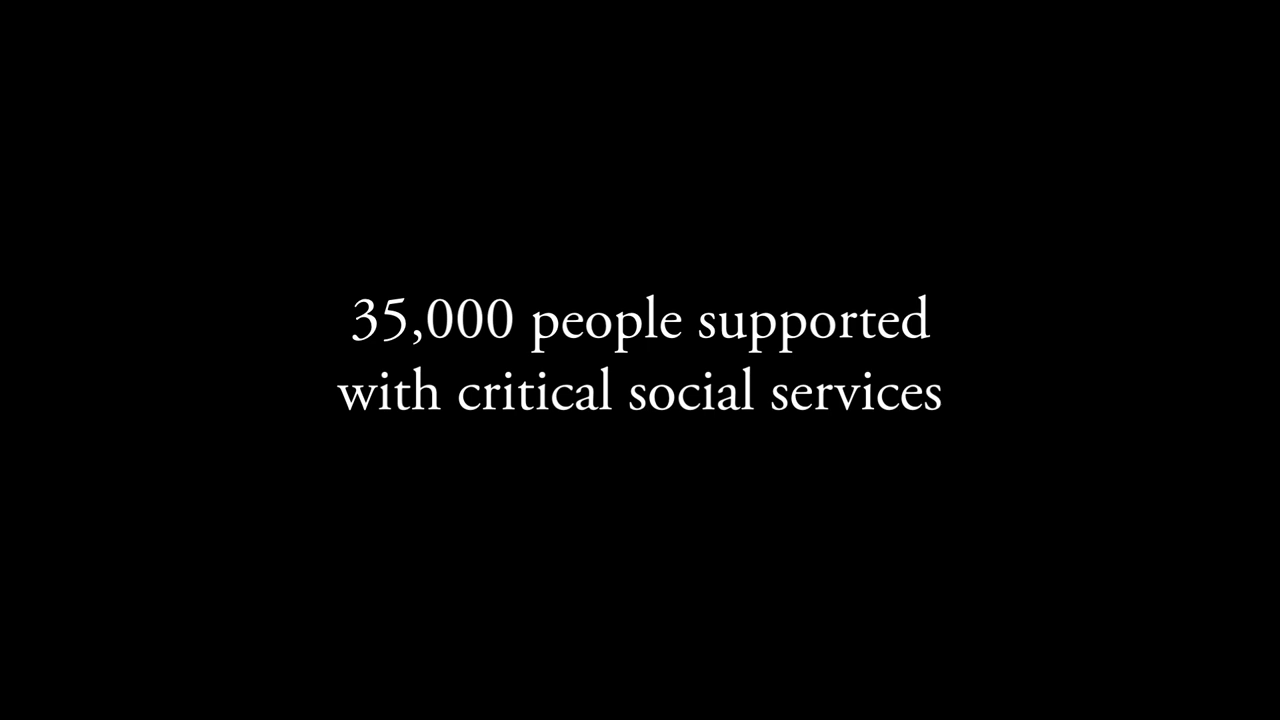 35,000 people supported
with critical social services